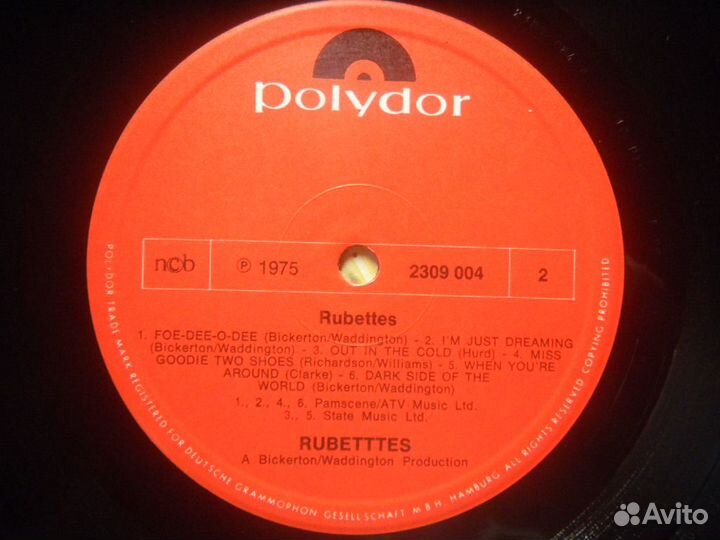 polydor
ncb
℗ 1975
2309 004
2
Rubettes
1. FOE-DEE-O-DEE (Bickerton/Waddington) - 2. I'M JUST DREAMING
(Bickerton/Waddington) - 3. OUT IN THE COLD (Hurd) - 4. MISS
GOODIE TWO SHOES (Richardson/Williams) - 5. WHEN YOU'RE
AROUND (Clarke) - 6. DARK SIDE OF THE
WORLD (Bickerton/Waddington)
1., 2., 4., 6. Pamscene/ATV Music Ltd.
3., 5. State Music Ltd.
RUBETTTES
A Bickerton/Waddington Production
POLYDOR TRADE MARK REGISTERED FOR DEUTSCHE GRAMMOPHON GESELLSCHAFT M B H, HAMBURG. ALL RIGHTS RESERVED COPYING PROHIBITED
Avito